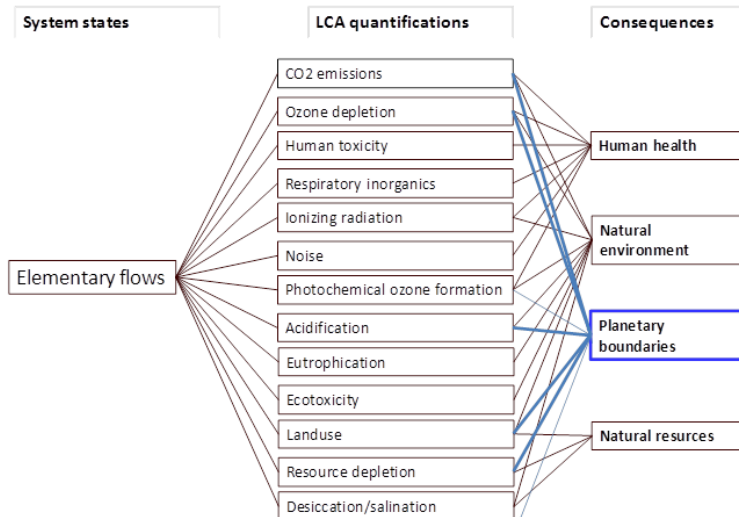 System states
LCA quantifications
Consequences
Elementary flows
CO2 emissions
Ozone depletion
Human toxicity
Respiratory inorganics
Ionizing radiation
Noise
Photochemical ozone formation
Acidification
Eutrophication
Ecotoxicity
Landuse
Resource depletion
Desiccation/salination
Human health
Natural
environment
Planetary
boundaries
Natural resurces